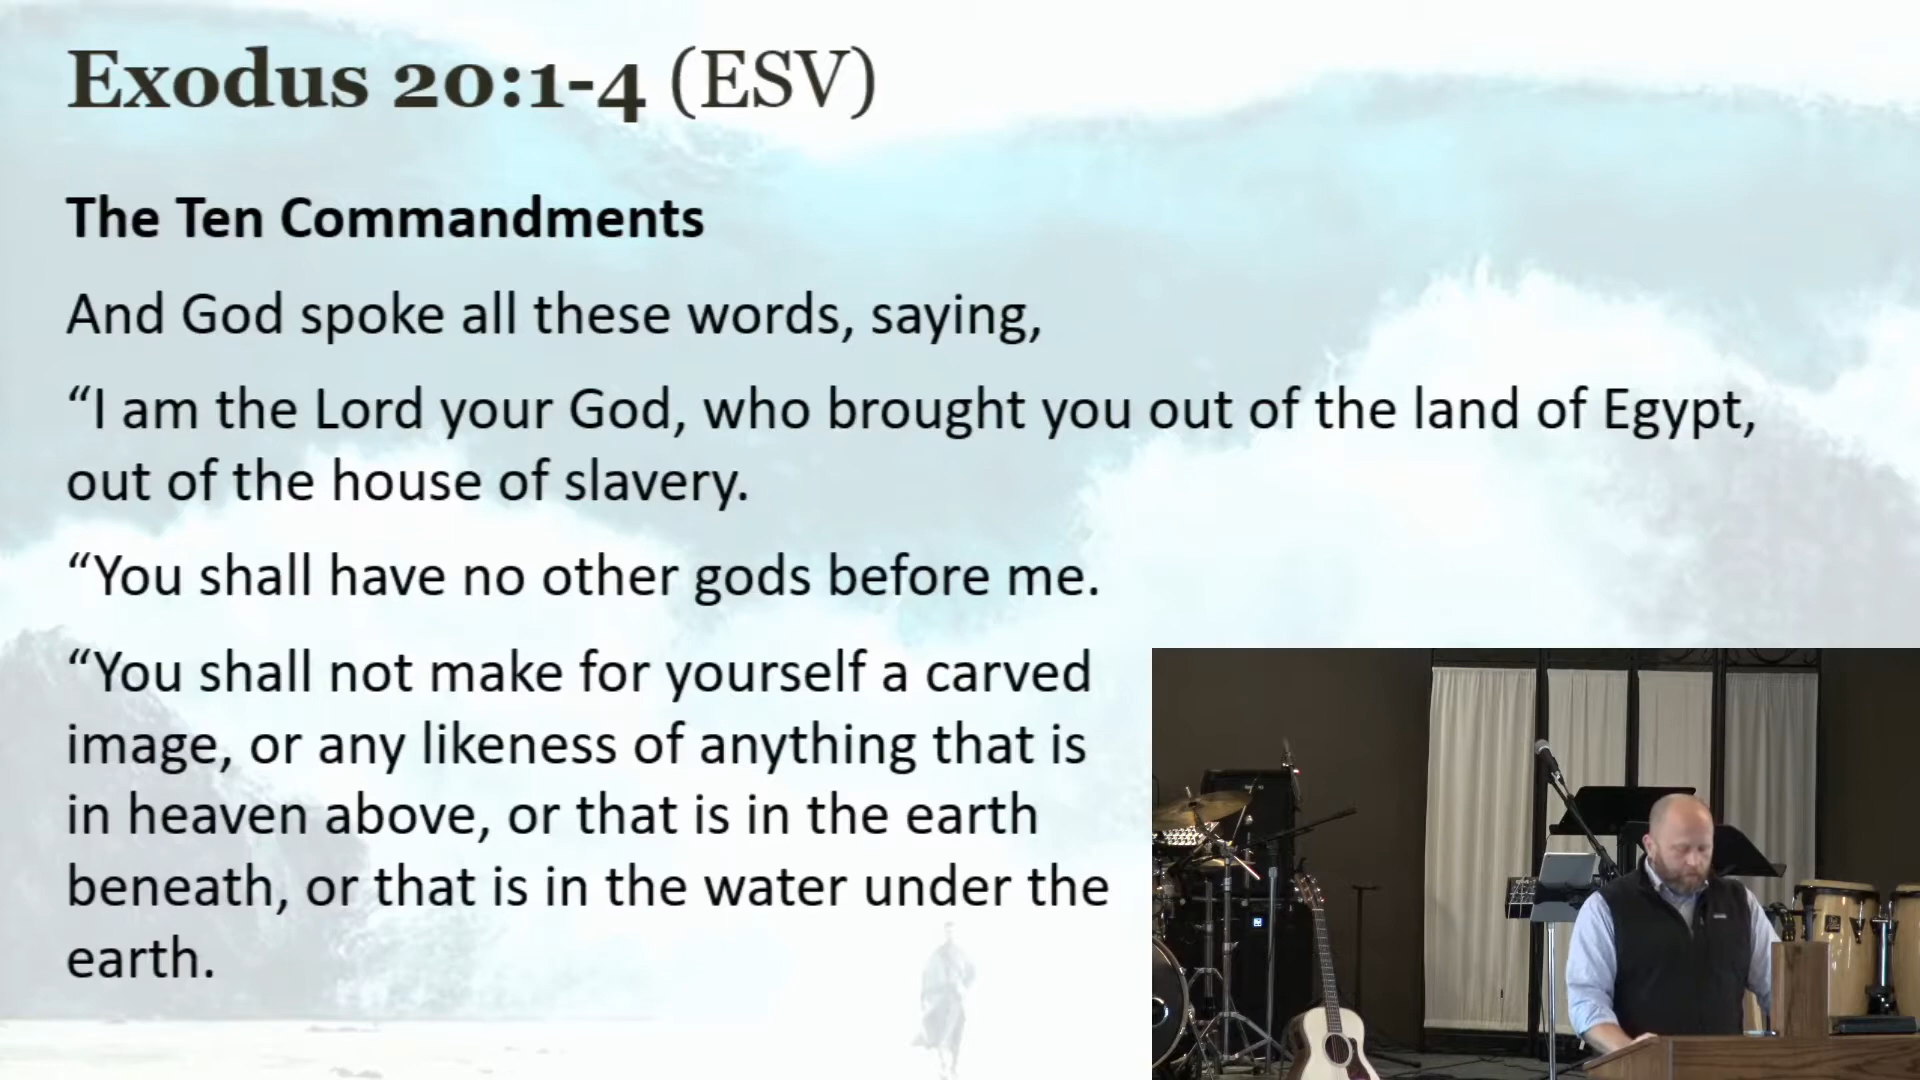 Exodus 20:1-4 (ESV)
The Ten Commandments
And God spoke all these words, saying,
“I am the Lord your God, who brought you out of the land of Egypt,
out of the house of slavery.
“You shall have no other gods before me.
“You shall not make for yourself a carved
image, or any likeness of anything that is
in heaven above, or that is in the earth
beneath, or that is in the water under the
earth.